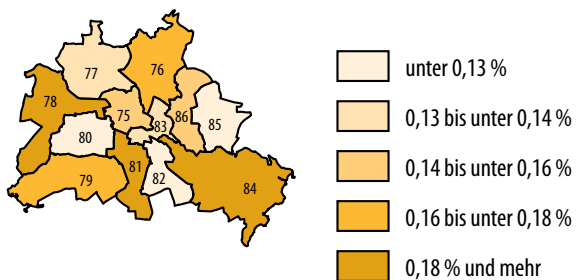 76
77
78
75
86
83
85
80
81
79
82
84
unter 0,13 %
0,13 bis unter 0,14 %
0,14 bis unter 0,16 %
0,16 bis unter 0,18 %
0,18 % und mehr